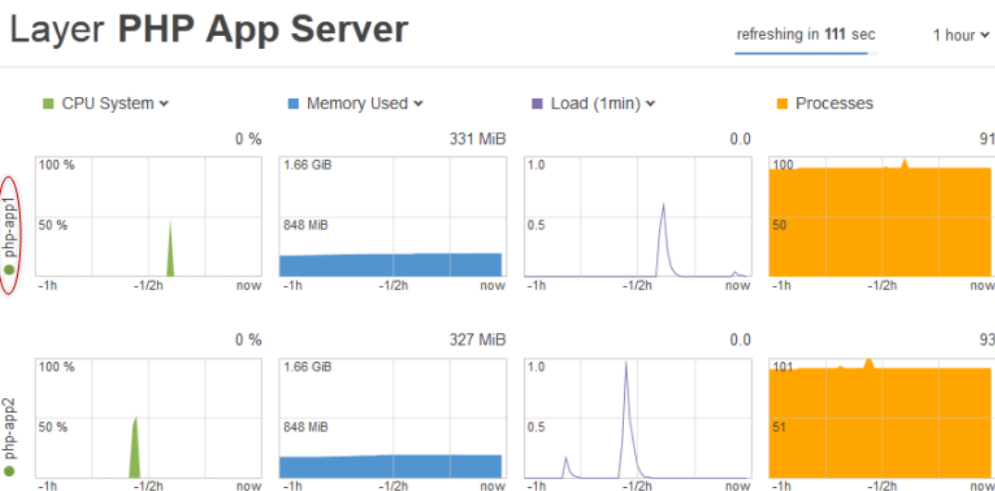 Layer PHP App Server
refreshing in 111 sec
1 hour
CPU System
Memory Used
Load (1min)
Processes
php-app1
0 %
331 MiB
0.0
91
100 %
50 %
1.66 GiB
848 MiB
1.0
0.5
100
50
-1h -1/2h now
-1h -1/2h now
-1h -1/2h now
-1h -1/2h now
php-app2
0 %
327 MiB
0.0
93
100 %
50 %
1.66 GiB
848 MiB
1.0
0.5
101
51
-1h -1/2h now
-1h -1/2h now
-1h -1/2h now
-1h -1/2h now